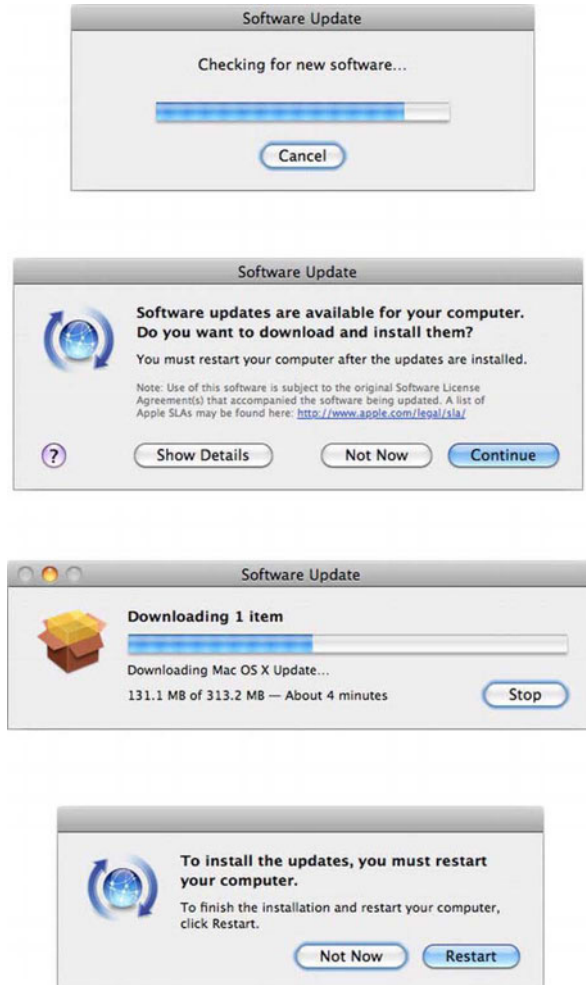 Software Update
Checking for new software...
Cancel
Software Update
Software updates are available for your computer.
Do you want to download and install them?
You must restart your computer after the updates are installed.
Note: Use of this software is subject to the original Software License
Agreement(s) that accompanied the software being updated. A list of
Apple SLAs may be found here: http://www.apple.com/legal/sla/
?
Show Details
Not Now
Continue
Software Update
Downloading 1 item
Downloading Mac OS X Update...
131.1 MB of 313.2 MB — About 4 minutes
Stop
To install the updates, you must restart
your computer.
To finish the installation and restart your computer,
click Restart.
Not Now
Restart